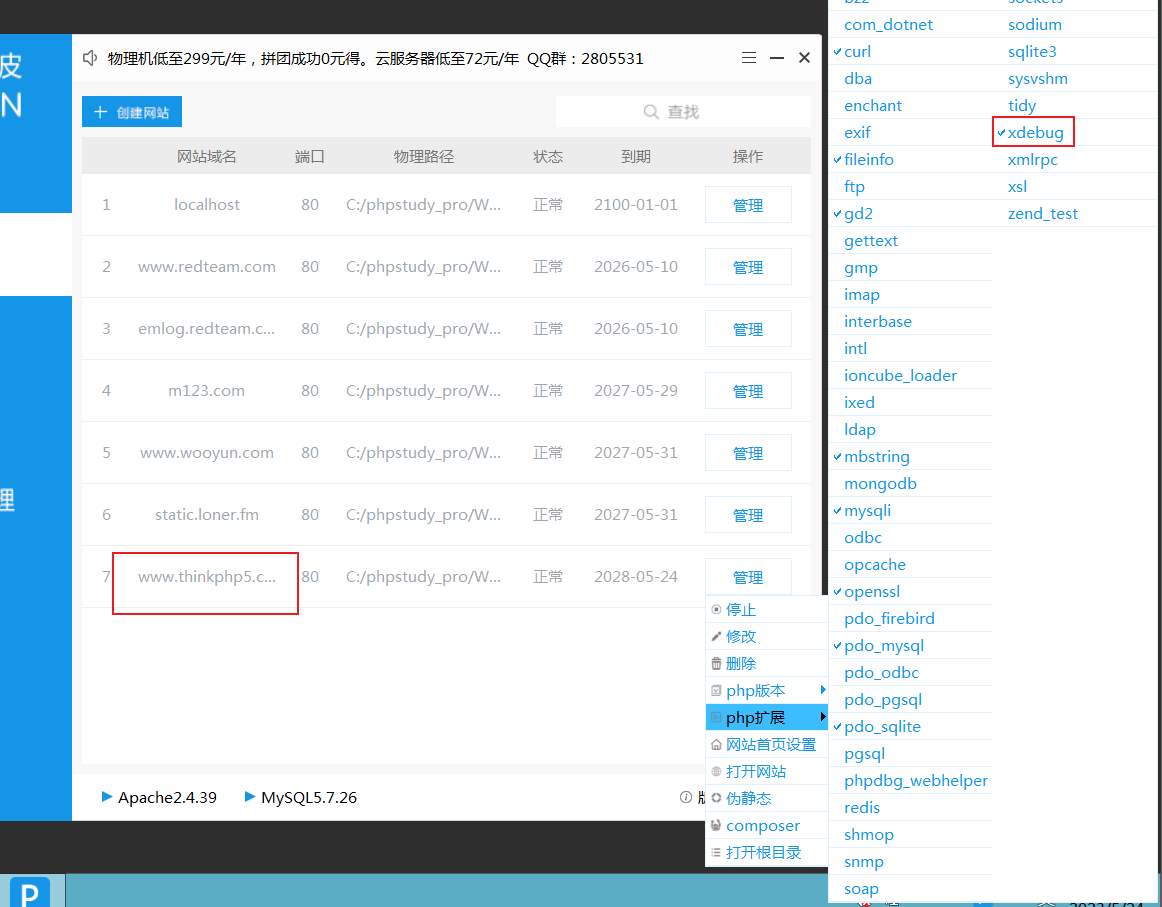 皮
N
理
物理机低至299元/年，拼团成功0元得。云服务器低至72元/年 QQ群：2805531
创建网站
查找
网站域名 端口 物理路径 状态 到期 操作
1 localhost 80 C:/phpstudy_pro/W... 正常 2100-01-01 管理
2 www.redteam.com 80 C:/phpstudy_pro/W... 正常 2026-05-10 管理
3 emlog.redteam.c... 80 C:/phpstudy_pro/W... 正常 2026-05-10 管理
4 m123.com 80 C:/phpstudy_pro/W... 正常 2027-05-29 管理
5 www.wooyun.com 80 C:/phpstudy_pro/W... 正常 2027-05-31 管理
6 static.loner.fm 80 C:/phpstudy_pro/W... 正常 2027-05-31 管理
7 www.thinkphp5.c... 80 C:/phpstudy_pro/W... 正常 2028-05-24 管理
停止
修改
删除
php版本
php扩展
网站首页设置
打开网站
伪静态
composer
打开根目录
Apache2.4.39 MySQL5.7.26
bz2
com_dotnet
curl
dba
enchant
exif
fileinfo
ftp
gd2
gettext
gmp
imap
interbase
intl
ioncube_loader
ixed
ldap
mbstring
mongodb
mysqli
odbc
opcache
openssl
pdo_firebird
pdo_mysql
pdo_odbc
pdo_pgsql
pdo_sqlite
pgsql
phpdbg_webhelper
redis
shmop
snmp
soap
sockets
sodium
sqlite3
sysvshm
tidy
xdebug
xmlrpc
xsl
zend_test
P